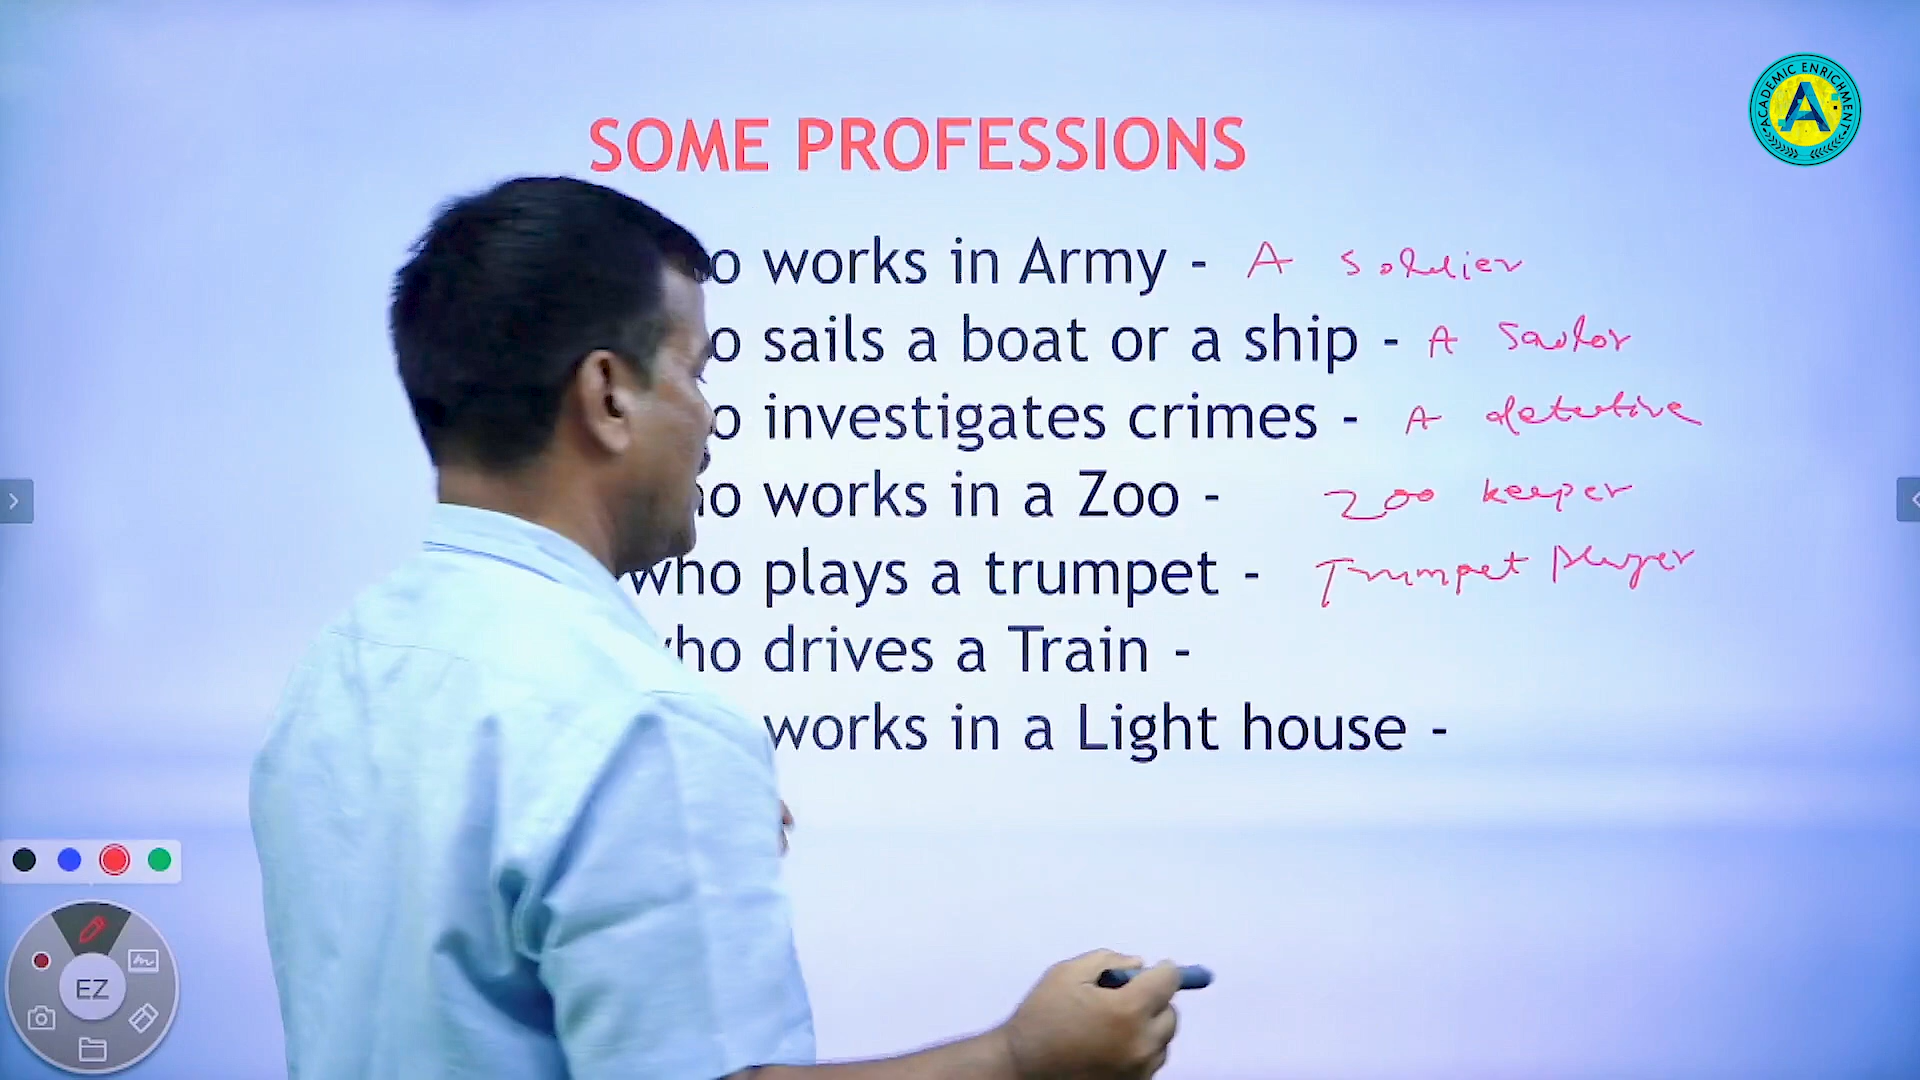 ACADEMIC ENRICHMENT
A
SOME PROFESSIONS
works in Army - A soldier
sails a boat or a ship - A sailor
investigates crimes - A detective
works in a Zoo - Zoo keeper
who plays a trumpet - Trumpet player
drives a Train -
works in a Light house -
EZ